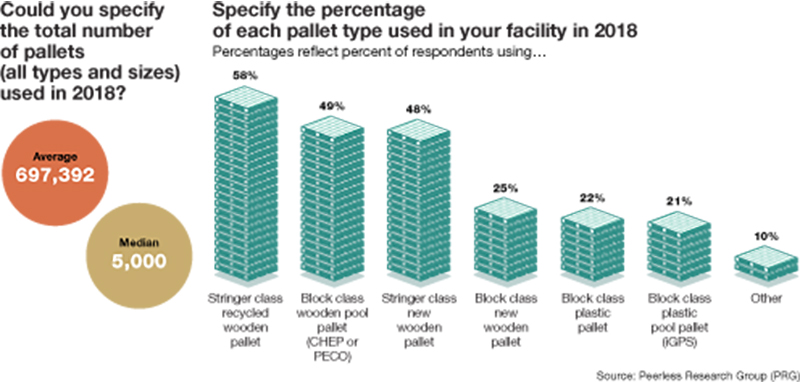 Could you specify
the total number
of pallets
(all types and sizes)
used in 2018?
Average
697,392
Median
5,000
Specify the percentage
of each pallet type used in your facility in 2018
Percentages reflect percent of respondents using…
58%
49%
48%
25%
22%
21%
10%
Stringer class
recycled
wooden
pallet
Block class
wooden pool
pallet
(CHEP or
PECO)
Stringer class
new
wooden
pallet
Block class
new
wooden
pallet
Block class
plastic
pallet
Block class
plastic
pool pallet
(iGPS)
Other
Source: Peerless Research Group (PRG)